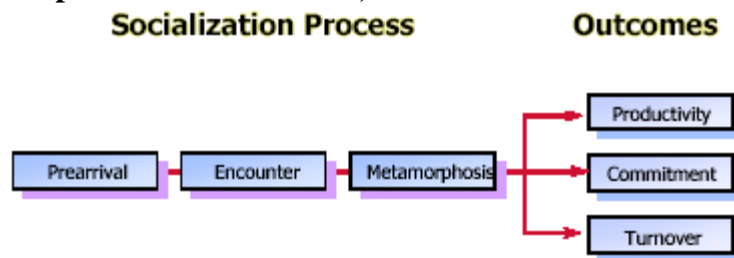 Socialization Process
Outcomes
Productivity
Prearrival
Encounter
Metamorphosis
Commitment
Turnover